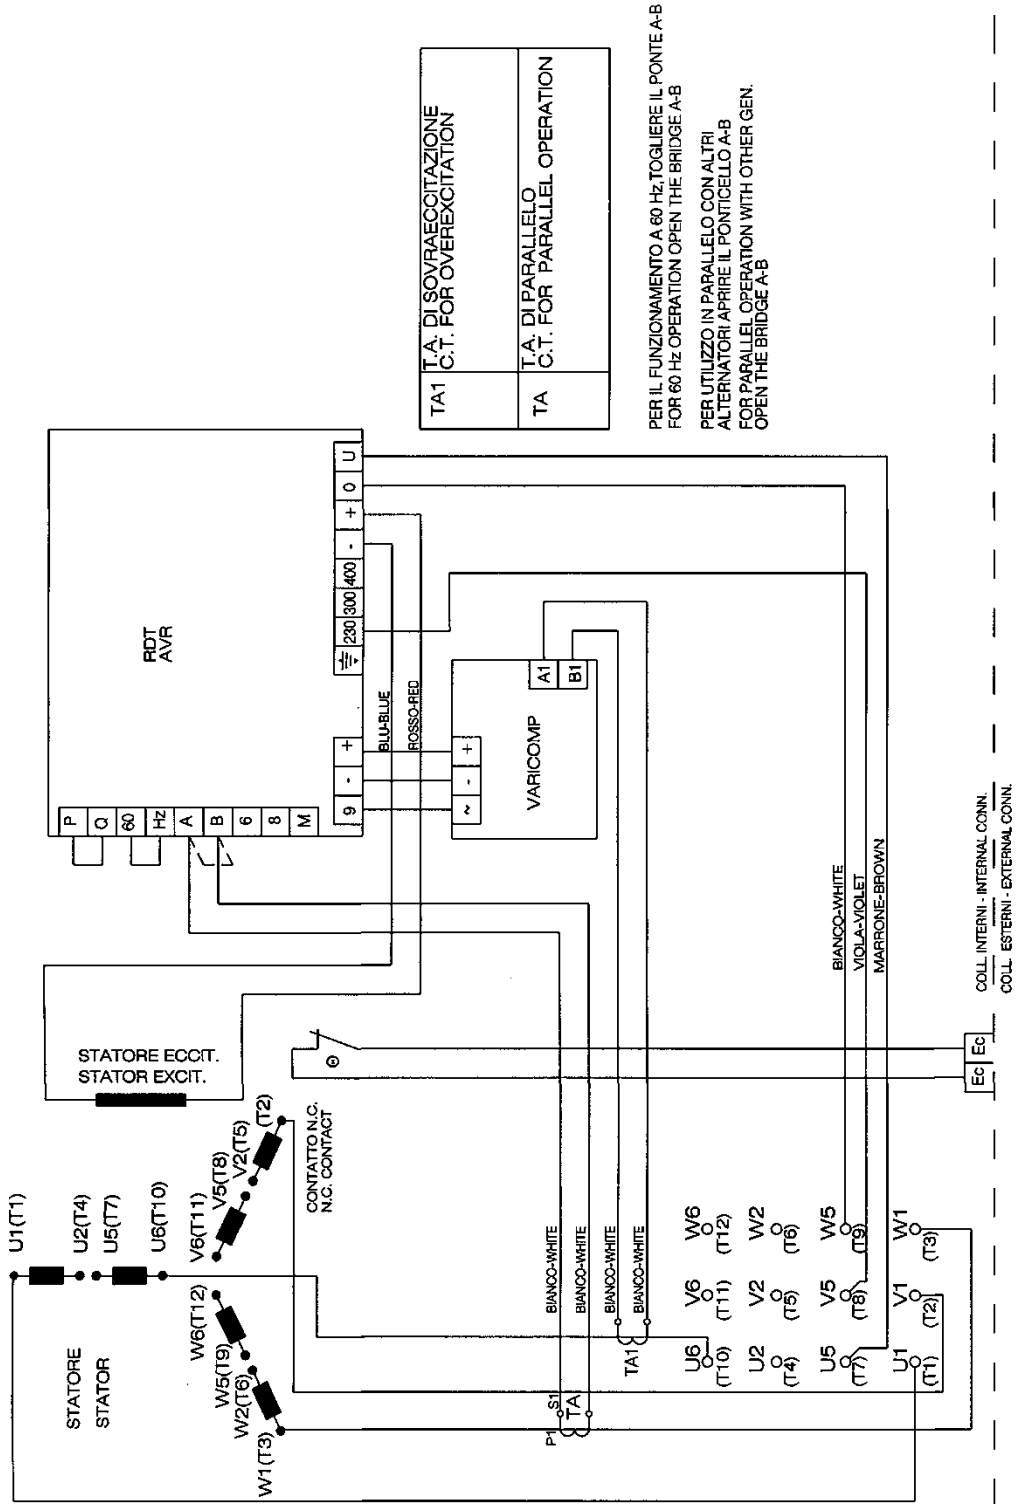 TA1
T.A. DI SOVRAECCITAZIONE
C.T. FOR OVEREXCITATION
TA
T.A. DI PARALLELO
C.T. FOR PARALLEL OPERATION
PER IL FUNZIONAMENTO A 60 Hz,TOGLIERE IL PONTE A-B
FOR 60 Hz OPERATION OPEN THE BRIDGE A-B
PER UTILIZZO IN PARALLELO CON ALTRI
ALTERNATORI APRIRE IL PONTICELLO A-B
FOR PARALLEL OPERATION WITH OTHER GEN.
OPEN THE BRIDGE A-B
RDT
AVR
P
Q
60
Hz
A
B
6
8
M
9 - +
230 300 400 - + 0 U
BLU-BLUE
ROSSO-RED
VARICOMP
~ - +
A1
B1
STATORE ECCIT.
STATOR EXCIT.
CONTATTO N.C.
N.C. CONTACT
Θ
STATORE
STATOR
U1(T1)
U2(T4)
U5(T7)
U6(T10)
V6(T11)
V5(T8)
V2(T5)
(T2)
W6(T12)
W5(T9)
W2(T6)
W1(T3)
BIANCO-WHITE
BIANCO-WHITE
BIANCO-WHITE
BIANCO-WHITE
P1
S1
TA
TA1
BIANCO-WHITE
VIOLA-VIOLET
MARRONE-BROWN
U6 V6 W6
(T10) (T11) (T12)
U2 V2 W2
(T4) (T5) (T6)
U5 V5 W5
(T7) (T8) (T9)
U1 V1 W1
(T1) (T2) (T3)
Ec Ec
COLL. INTERNI - INTERNAL CONN.
COLL. ESTERNI - EXTERNAL CONN.